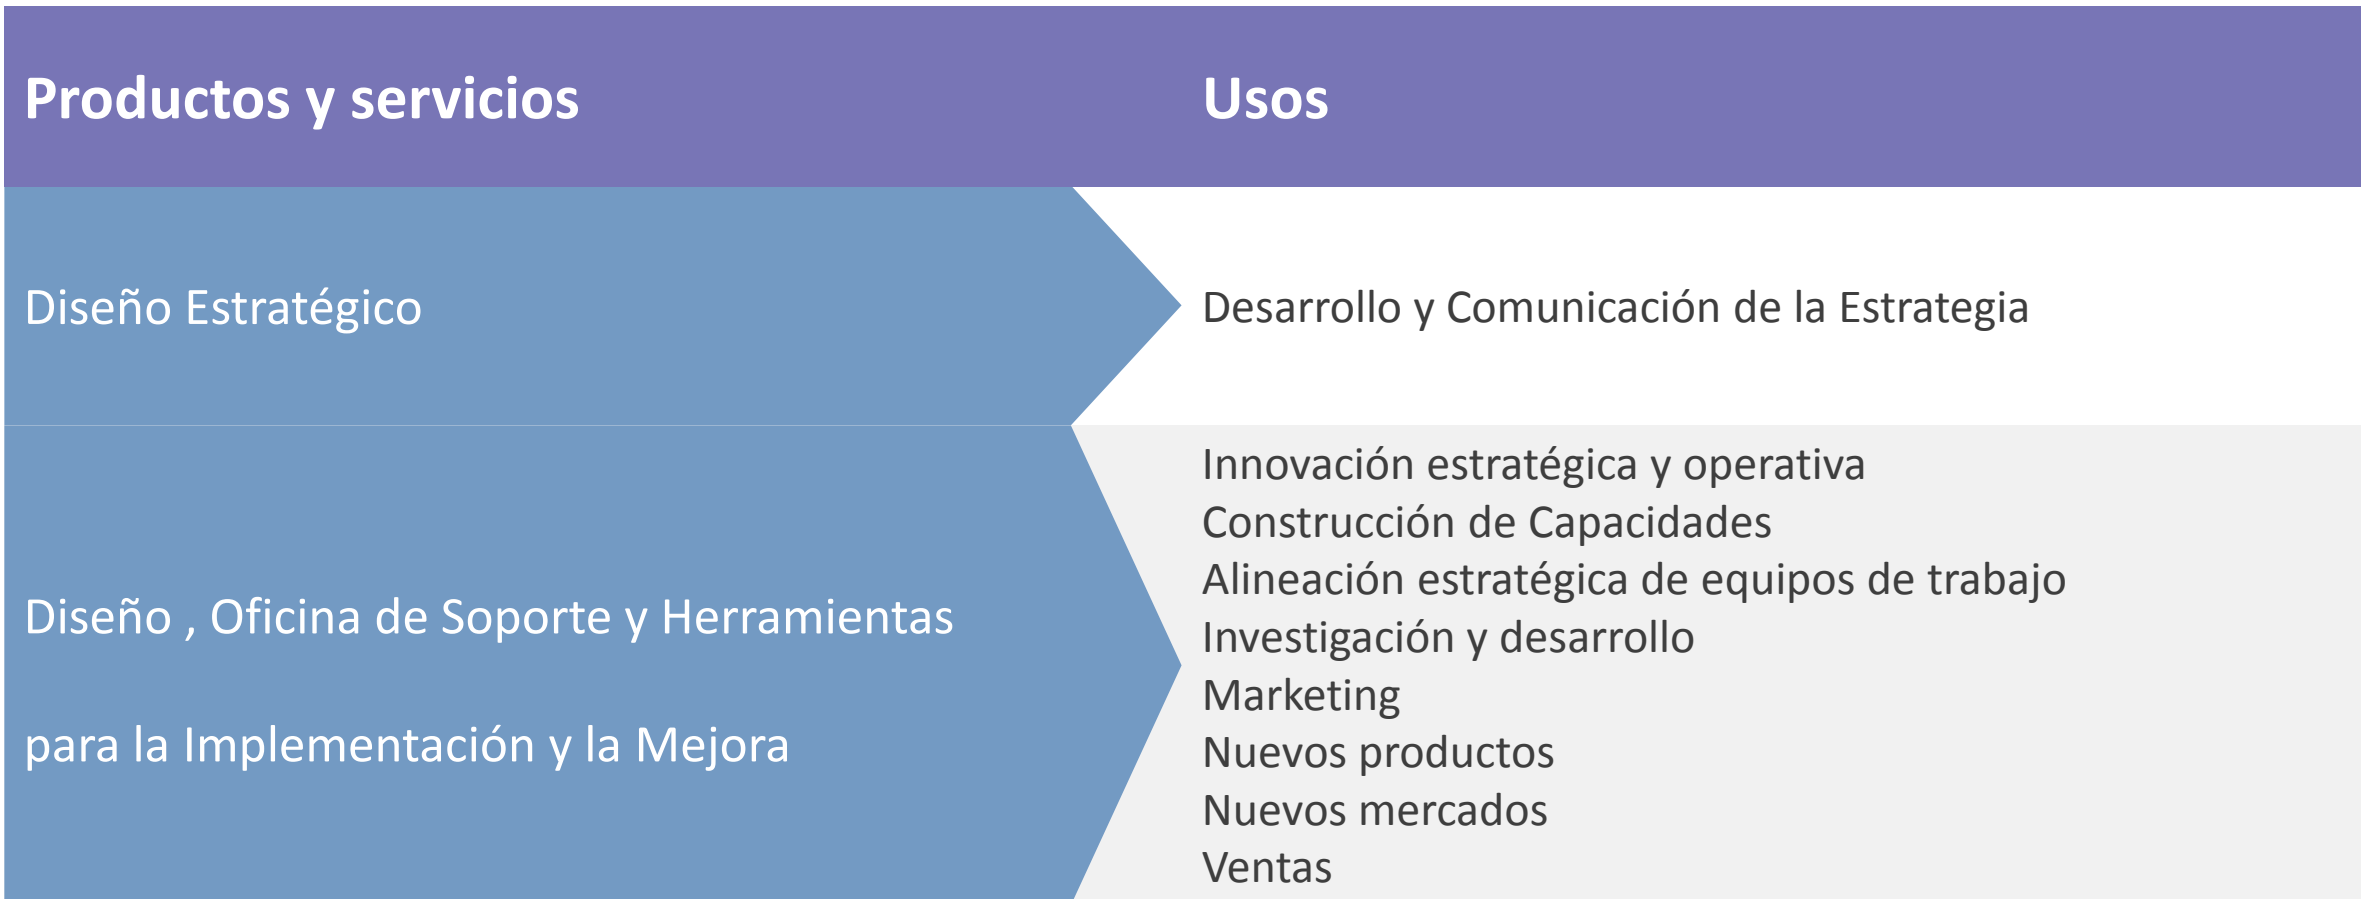 Productos y servicios
Usos
Diseño Estratégico
Desarrollo y Comunicación de la Estrategia
Diseño , Oficina de Soporte y Herramientas
para la Implementación y la Mejora
Innovación estratégica y operativa
Construcción de Capacidades
Alineación estratégica de equipos de trabajo
Investigación y desarrollo
Marketing
Nuevos productos
Nuevos mercados
Ventas